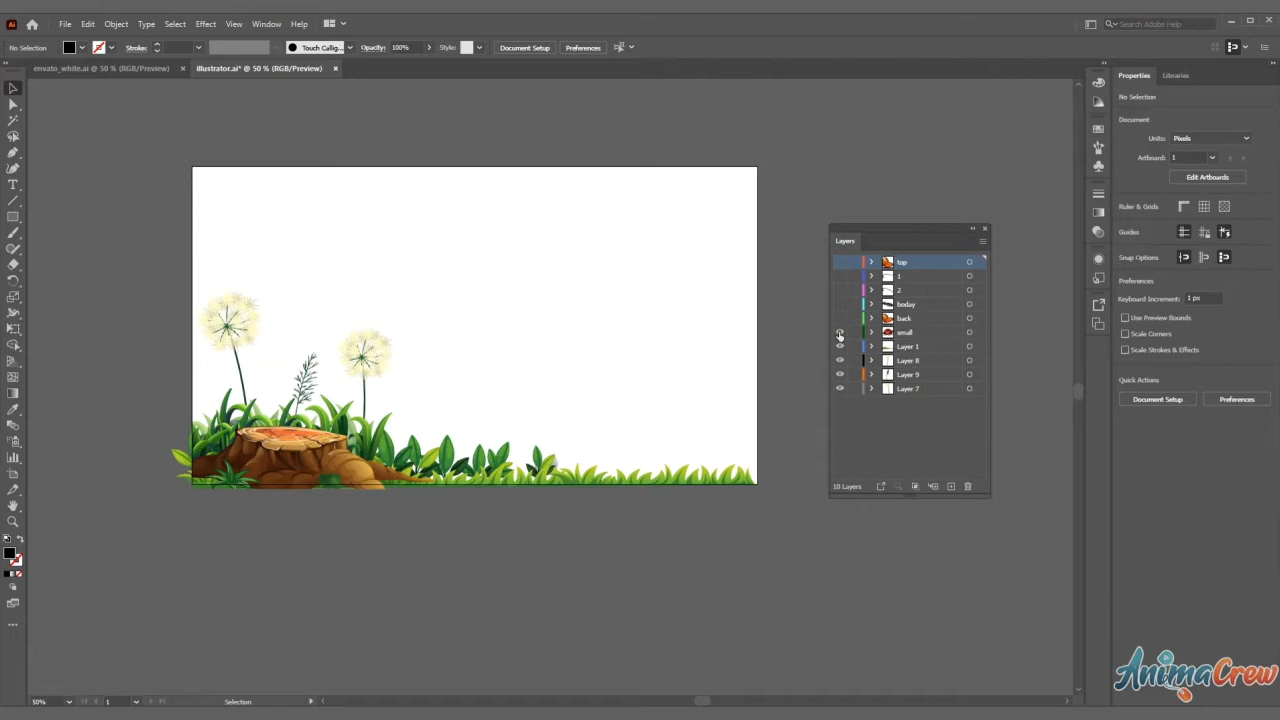 Ai File Edit Object Type Select Effect View Window Help Search Adobe Help
No Selection Stroke: Touch Callig... Opacity: 100% Style: Document Setup Preferences
envato_white.ai @ 50 % (RGB/Preview) × illustrator.ai* @ 50 % (RGB/Preview) ×
Properties Libraries
No Selection
Document
Units: Pixels
Artboard: 1
Edit Artboards
Ruler & Grids
Guides
Snap Options
Preferences
Keyboard Increment: 1 px
Use Preview Bounds
Scale Corners
Scale Strokes & Effects
Quick Actions
Document Setup Preferences
Layers
top
1
2
boday
back
small
Layer 1
Layer 8
Layer 9
Layer 7
10 Layers
50% 1 Selection
AnimaCrew